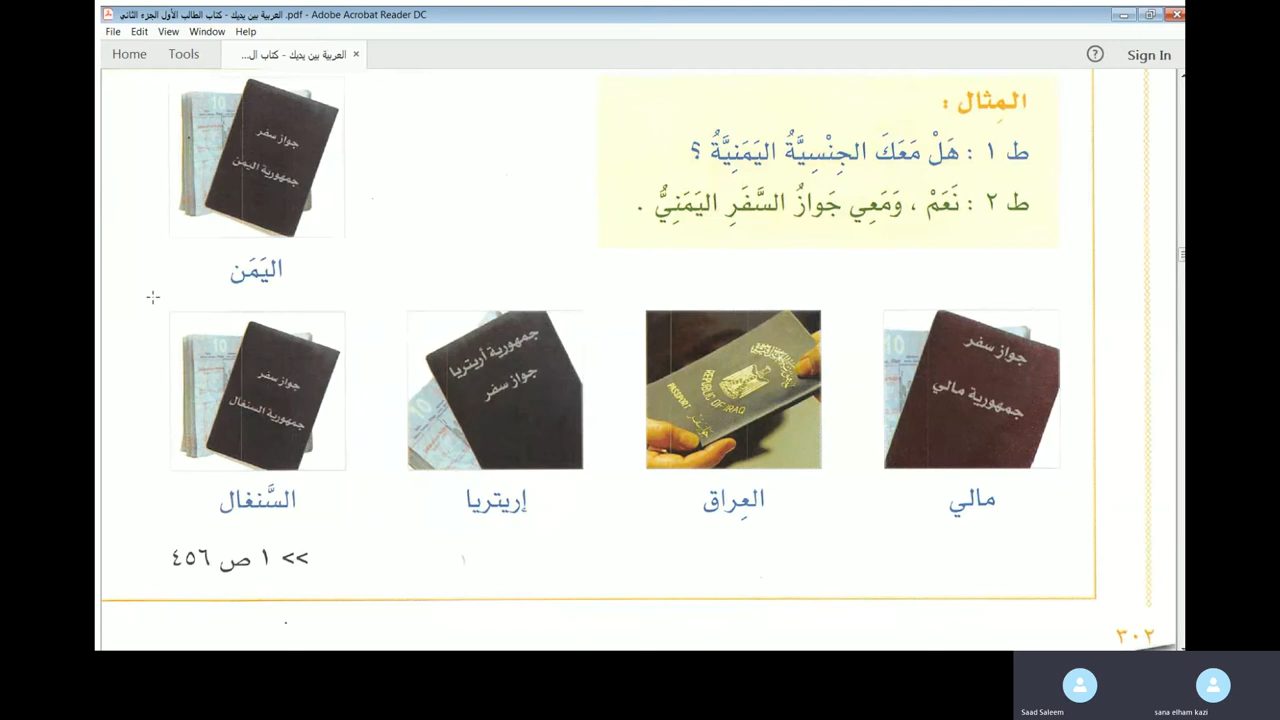 العربية بين يديك - كتاب الطالب الأول الجزء الثاني .pdf - Adobe Acrobat Reader DC
File Edit View Window Help
Home Tools العربية بين يديك - كتاب ال... × ? Sign In
المِثال :
ط ١ : هَلْ مَعَكَ الجِنْسِيَّةُ اليَمَنِيَّةُ ؟
ط ٢ : نَعَمْ ، وَمَعِي جَوازُ السَّفَرِ اليَمَنِيُّ .
جواز سفر
جمهورية اليمن
اليَمَن
جواز سفر
جمهورية مالي
مالي
REPUBLIC OF IRAQ
PASSPORT
العِراق
جمهورية أريتريا
جواز سفر
إريتريا
جواز سفر
جمهورية السنغال
السَّنغال
>> ١ ص ٤٥٦
٣٠٢
Saad Saleem
sana elham kazi